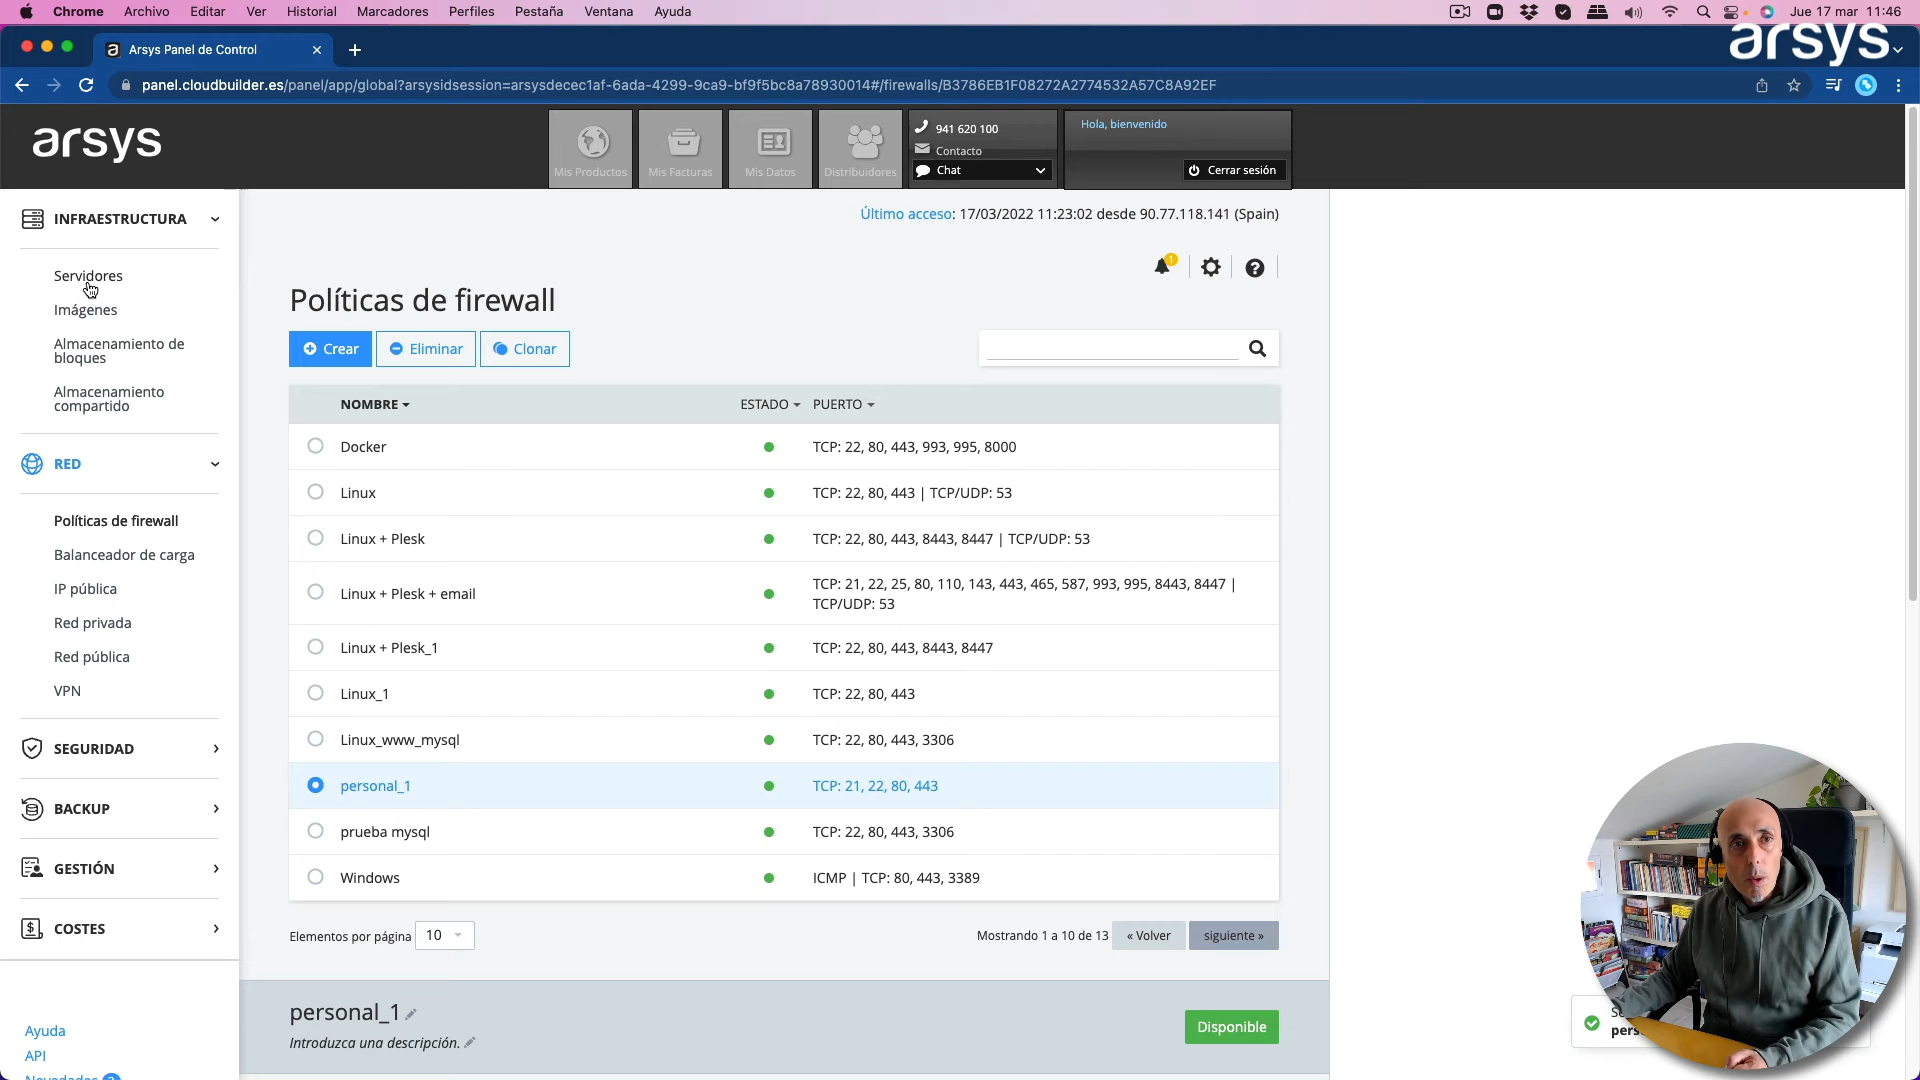 Chrome Archivo Editar Ver Historial Marcadores Perfiles Pestaña Ventana Ayuda
Jue 17 mar 11:46
Arsys Panel de Control
arsys
panel.cloudbuilder.es/panel/app/global?arsysidsession=arsysdecec1af-6ada-4299-9ca9-bf9f5bc8a78930014#/firewalls/B3786EB1F08272A2774532A57C8A92EF
arsys
Mis Productos
Mis Facturas
Mis Datos
Distribuidores
941 620 100
Contacto
Chat
Hola, bienvenido
Cerrar sesión
INFRAESTRUCTURA
Servidores
Imágenes
Almacenamiento de
bloques
Almacenamiento
compartido
RED
Políticas de firewall
Balanceador de carga
IP pública
Red privada
Red pública
VPN
SEGURIDAD
BACKUP
GESTIÓN
COSTES
Ayuda
API
Novedades
Último acceso: 17/03/2022 11:23:02 desde 90.77.118.141 (Spain)
1
Políticas de firewall
Crear
Eliminar
Clonar
NOMBRE ESTADO PUERTO
Docker TCP: 22, 80, 443, 993, 995, 8000
Linux TCP: 22, 80, 443 | TCP/UDP: 53
Linux + Plesk TCP: 22, 80, 443, 8443, 8447 | TCP/UDP: 53
Linux + Plesk + email TCP: 21, 22, 25, 80, 110, 143, 443, 465, 587, 993, 995, 8443, 8447 |
TCP/UDP: 53
Linux + Plesk_1 TCP: 22, 80, 443, 8443, 8447
Linux_1 TCP: 22, 80, 443
Linux_www_mysql TCP: 22, 80, 443, 3306
personal_1 TCP: 21, 22, 80, 443
prueba mysql TCP: 22, 80, 443, 3306
Windows ICMP | TCP: 80, 443, 3389
Elementos por página 10
Mostrando 1 a 10 de 13 « Volver siguiente »
personal_1
Introduzca una descripción.
Disponible